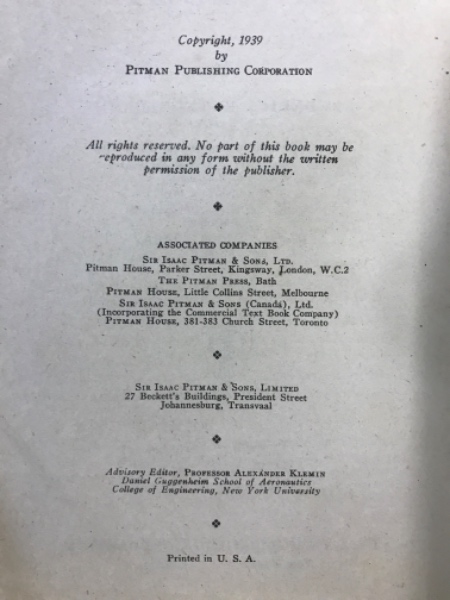 Copyright, 1939
by
PITMAN PUBLISHING CORPORATION
All rights reserved. No part of this book may be
reproduced in any form without the written
permission of the publisher.
ASSOCIATED COMPANIES
SIR ISAAC PITMAN & SONS, LTD.
Pitman House, Parker Street, Kingsway, London, W.C.2
THE PITMAN PRESS, Bath
PITMAN HOUSE, Little Collins Street, Melbourne
SIR ISAAC PITMAN & SONS (Canada), Ltd.
(Incorporating the Commercial Text Book Company)
PITMAN HOUSE, 381-383 Church Street, Toronto
SIR ISAAC PITMAN & SONS, LIMITED
27 Beckett's Buildings, President Street
Johannesburg, Transvaal
Advisory Editor, PROFESSOR ALEXANDER KLEMIN
Daniel Guggenheim School of Aeronautics
College of Engineering, New York University
Printed in U. S. A.